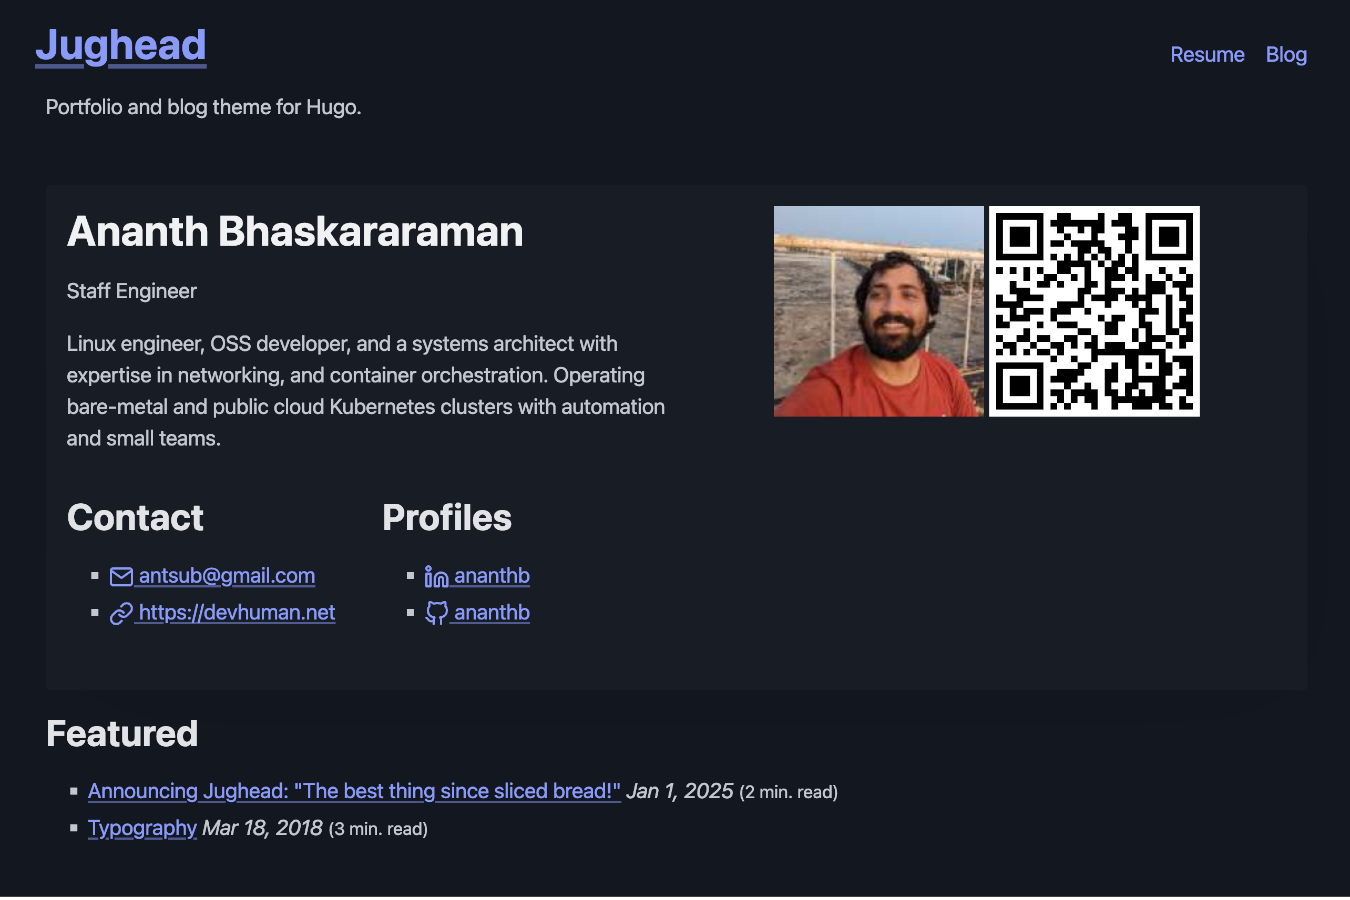 Jughead
Resume Blog
Portfolio and blog theme for Hugo.
Ananth Bhaskararaman
Staff Engineer
Linux engineer, OSS developer, and a systems architect with
expertise in networking, and container orchestration. Operating
bare-metal and public cloud Kubernetes clusters with automation
and small teams.
Contact
antsub@gmail.com
https://devhuman.net
Profiles
ananthb
ananthb
Featured
Announcing Jughead: "The best thing since sliced bread!" Jan 1, 2025 (2 min. read)
Typography Mar 18, 2018 (3 min. read)